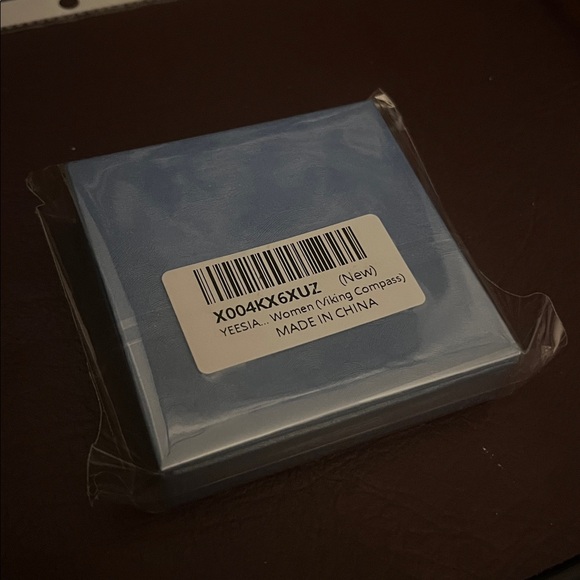 X004KX6XUZ (New)
YEESIA... Women (Viking Compass)
MADE IN CHINA